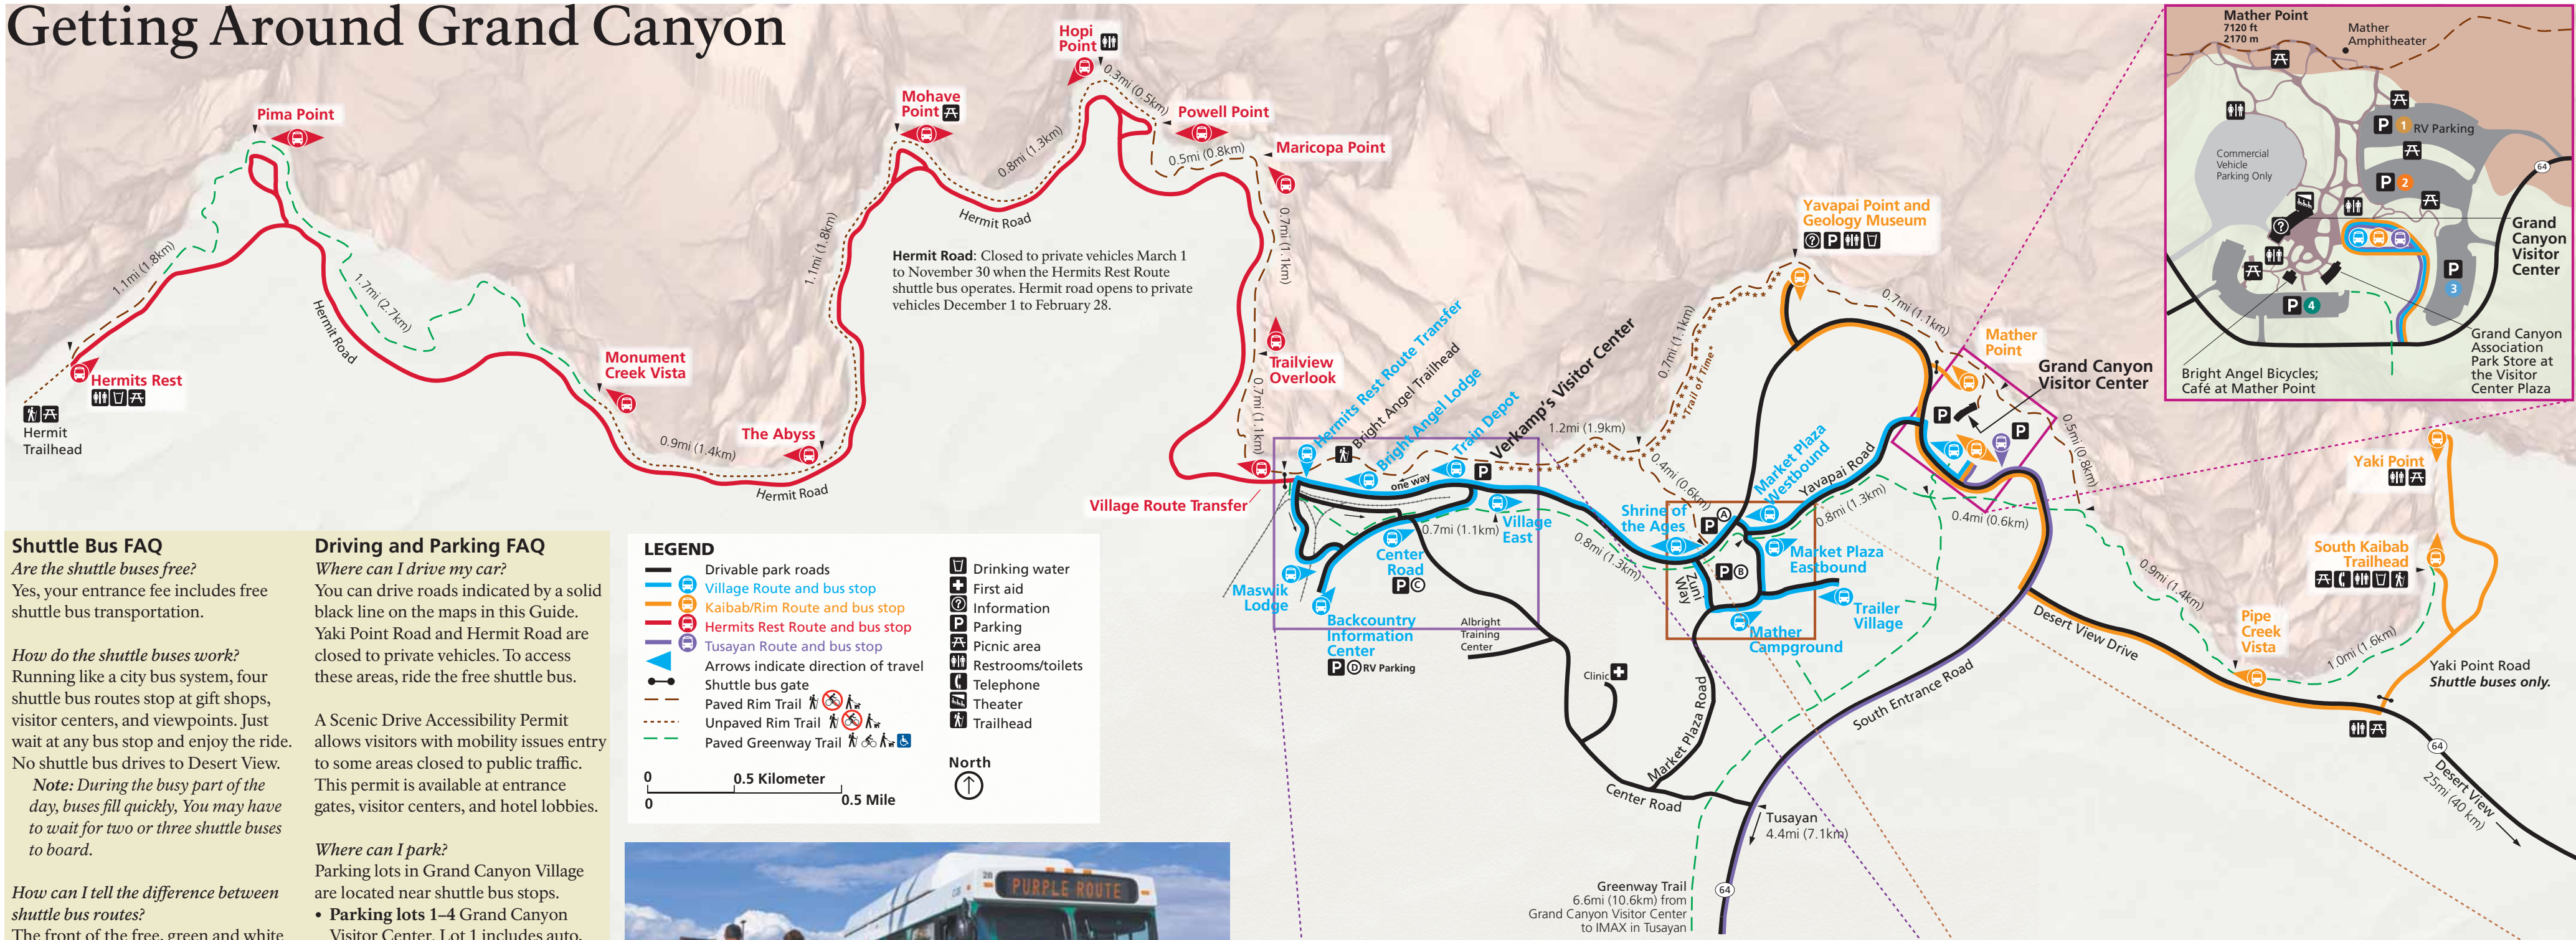 Getting Around Grand Canyon
Pima Point
Hermits Rest
Hermit
Trailhead
1.1mi (1.8km)
1.7mi (2.7km)
Hermit Road
Monument
Creek Vista
0.9mi (1.4km)
The Abyss
Hermit Road
1.1mi (1.8km)
Mohave
Point
0.8mi (1.3km)
Hermit Road
Hopi
Point
0.3mi (0.5km)
Powell Point
0.5mi (0.8km)
Maricopa Point
0.7mi (1.1km)
Trailview
Overlook
0.7mi (1.1km)
Village Route Transfer
Hermit Road: Closed to private vehicles March 1
to November 30 when the Hermits Rest Route
shuttle bus operates. Hermit road opens to private
vehicles December 1 to February 28.
Hermits Rest Route Transfer
Bright Angel Trailhead
Bright Angel Lodge
Train Depot
Verkamp's Visitor Center
one way
P
Village
East
0.7mi (1.1km)
Center
Road
P C
Maswik
Lodge
Backcountry
Information
Center
P D RV Parking
Albright
Training
Center
Clinic
1.2mi (1.9km)
0.7mi (1.1km)
Trail of Time
0.4mi (0.6km)
0.8mi (1.3km)
Shrine of
the Ages
P A
P B
Market Plaza
Westbound
Yavapai Road
0.8mi (1.3km)
Market Plaza
Eastbound
Trailer
Village
Mather
Campground
Zuni
Way
Market Plaza Road
Center Road
Yavapai Point and
Geology Museum
? P
0.7mi (1.1km)
Mather
Point
Grand Canyon
Visitor Center
P
P
0.5mi (0.8km)
0.4mi (0.6km)
0.9mi (1.4km)
South Entrance Road
Desert View Drive
Pipe
Creek
Vista
1.0mi (1.6km)
South Kaibab
Trailhead
Yaki Point
Yaki Point Road
Shuttle buses only.
64
Desert View
25mi (40 km)
Tusayan
4.4mi (7.1km)
64
Greenway Trail
6.6mi (10.6km) from
Grand Canyon Visitor Center
to IMAX in Tusayan
Mather Point
7120 ft
2170 m
Mather
Amphitheater
P 1 RV Parking
Commercial
Vehicle
Parking Only
P 2
64
?
Grand
Canyon
Visitor
Center
P
3
P 4
Bright Angel Bicycles;
Café at Mather Point
Grand Canyon
Association
Park Store at
the Visitor
Center Plaza
Shuttle Bus FAQ
Are the shuttle buses free?
Yes, your entrance fee includes free
shuttle bus transportation.
How do the shuttle buses work?
Running like a city bus system, four
shuttle bus routes stop at gift shops,
visitor centers, and viewpoints. Just
wait at any bus stop and enjoy the ride.
No shuttle bus drives to Desert View.
Note: During the busy part of the
day, buses fill quickly, You may have
to wait for two or three shuttle buses
to board.
How can I tell the difference between
shuttle bus routes?
The front of the free, green and white
Driving and Parking FAQ
Where can I drive my car?
You can drive roads indicated by a solid
black line on the maps in this Guide.
Yaki Point Road and Hermit Road are
closed to private vehicles. To access
these areas, ride the free shuttle bus.
A Scenic Drive Accessibility Permit
allows visitors with mobility issues entry
to some areas closed to public traffic.
This permit is available at entrance
gates, visitor centers, and hotel lobbies.
Where can I park?
Parking lots in Grand Canyon Village
are located near shuttle bus stops.
• Parking lots 1–4 Grand Canyon
Visitor Center. Lot 1 includes auto,
LEGEND
Drivable park roads
Village Route and bus stop
Kaibab/Rim Route and bus stop
Hermits Rest Route and bus stop
Tusayan Route and bus stop
Arrows indicate direction of travel
Shuttle bus gate
Paved Rim Trail
Unpaved Rim Trail
Paved Greenway Trail
0 0.5 Kilometer
0 0.5 Mile
Drinking water
First aid
? Information
P Parking
Picnic area
Restrooms/toilets
Telephone
Theater
Trailhead
North
28
PURPLE ROUTE